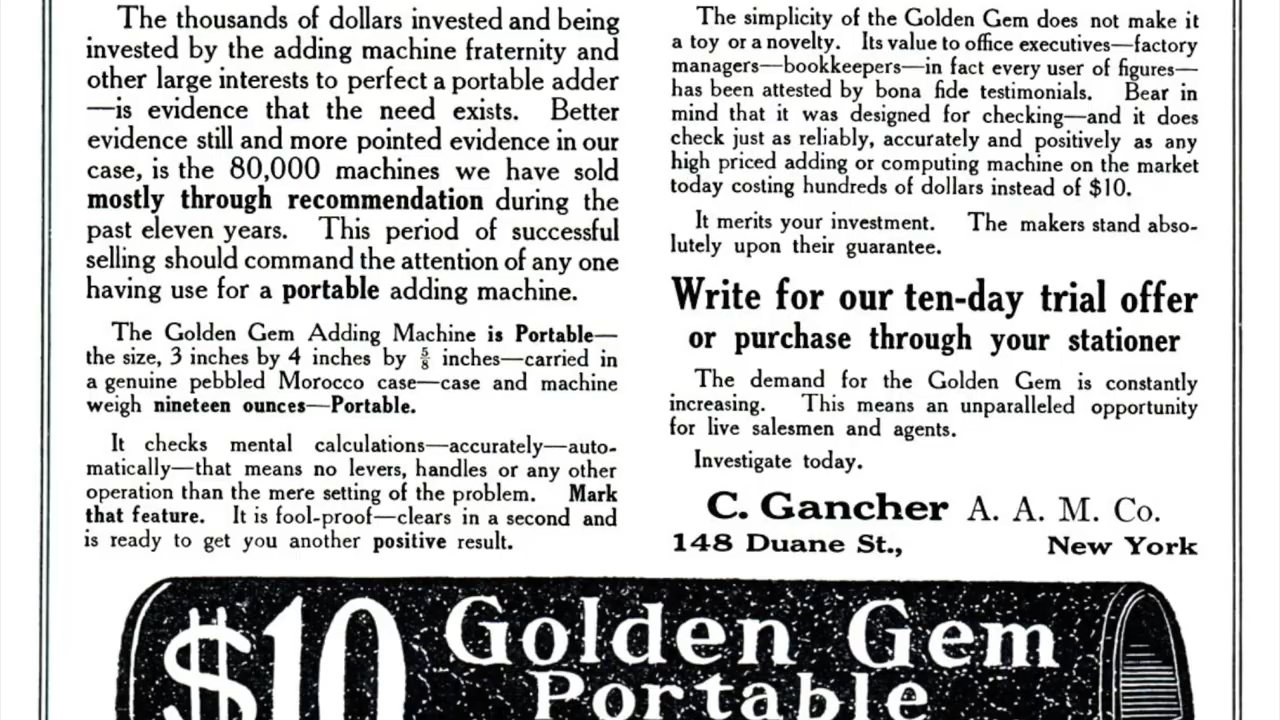 The thousands of dollars invested and being
invested by the adding machine fraternity and
other large interests to perfect a portable adder
—is evidence that the need exists. Better
evidence still and more pointed evidence in our
case, is the 80,000 machines we have sold
mostly through recommendation during the
past eleven years. This period of successful
selling should command the attention of any one
having use for a portable adding machine.
The Golden Gem Adding Machine is Portable—
the size, 3 inches by 4 inches by ⅝ inches—carried in
a genuine pebbled Morocco case—case and machine
weigh nineteen ounces—Portable.
It checks mental calculations—accurately—auto-
matically—that means no levers, handles or any other
operation than the mere setting of the problem. Mark
that feature. It is fool-proof—clears in a second and
is ready to get you another positive result.
The simplicity of the Golden Gem does not make it
a toy or a novelty. Its value to office executives—factory
managers—bookkeepers—in fact every user of figures—
has been attested by bona fide testimonials. Bear in
mind that it was designed for checking—and it does
check just as reliably, accurately and positively as any
high priced adding or computing machine on the market
today costing hundreds of dollars instead of $10.
It merits your investment. The makers stand abso-
lutely upon their guarantee.
Write for our ten-day trial offer
or purchase through your stationer
The demand for the Golden Gem is constantly
increasing. This means an unparalleled opportunity
for live salesmen and agents.
Investigate today.
C. Gancher A. A. M. Co.
148 Duane St., New York
$10 Golden Gem
Portable